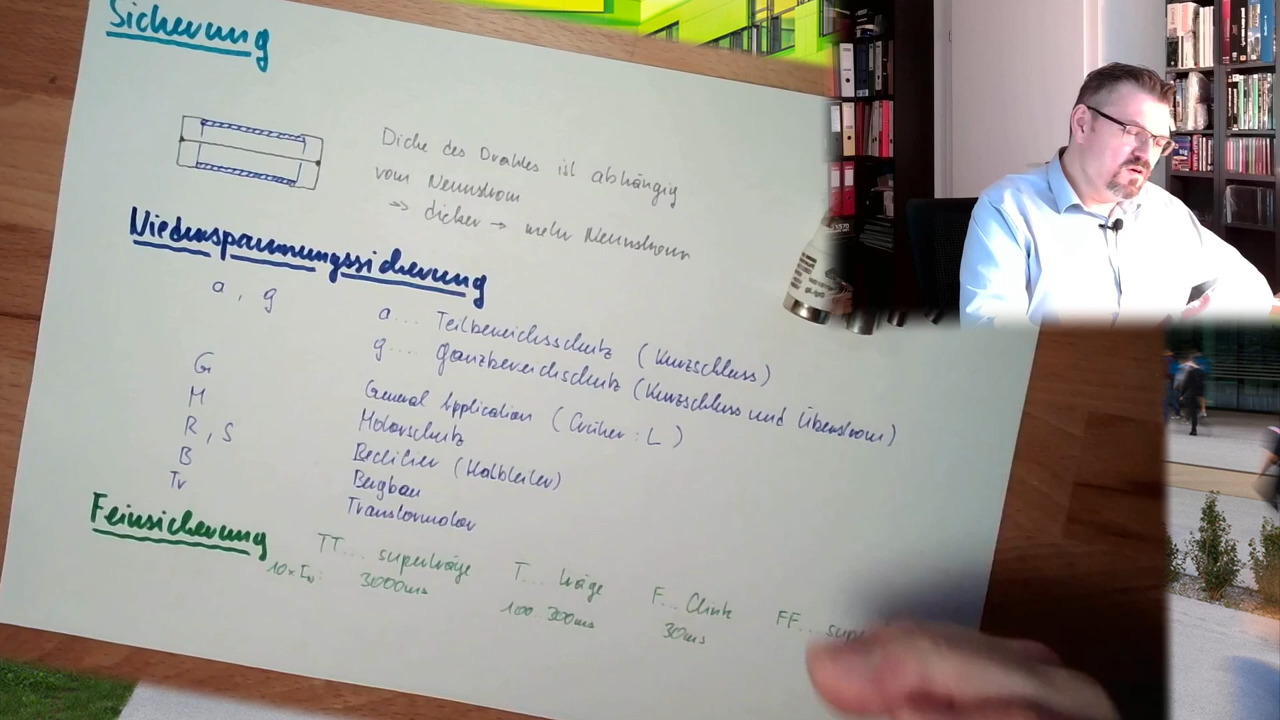 Sicherung
Dicke des Drahtes ist abhängig
vom Nennstrom
=> dicker → mehr Nennstrom
Niederspannungssicherung
a, g
a... Teilbereichsschutz (Kurzschluss)
g.... Ganzbereichschutz (Kurzschluss und Überstrom)
G General Application (früher: L)
M Motorschutz
R, S Gleichrichter (Halbleiter)
B Bergbau
Tr Transformator
Feinsicherung
TT... superträge T... träge F... flink FF... sup
10×IN: 3000ms 100..300ms 30ms